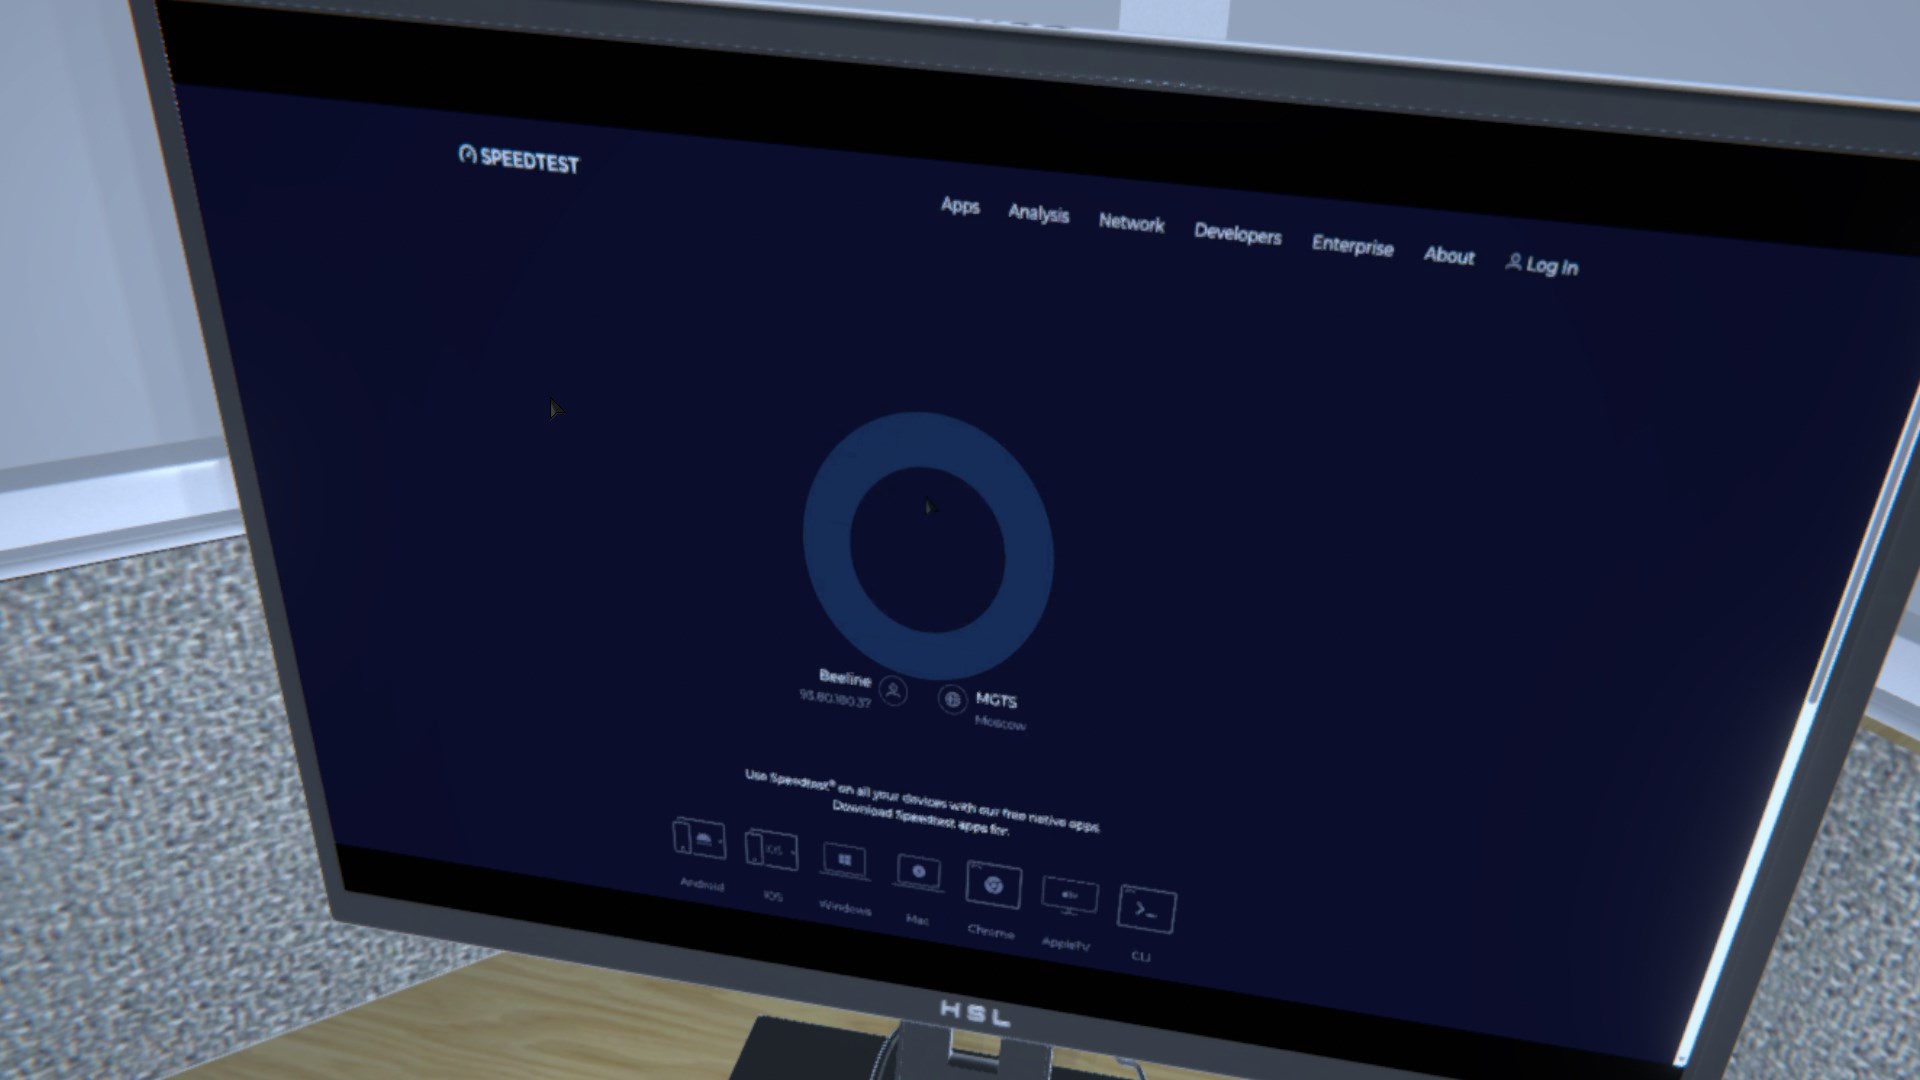 SPEEDTEST
Apps Analysis Network Developers Enterprise About Log In
Beeline
93.80.180.37
MGTS
Moscow
Use Speedtest® on all your devices with our free native apps.
Download Speedtest apps for:
iOS
Android iOS Windows Mac Chrome AppleTV CLI
HSL